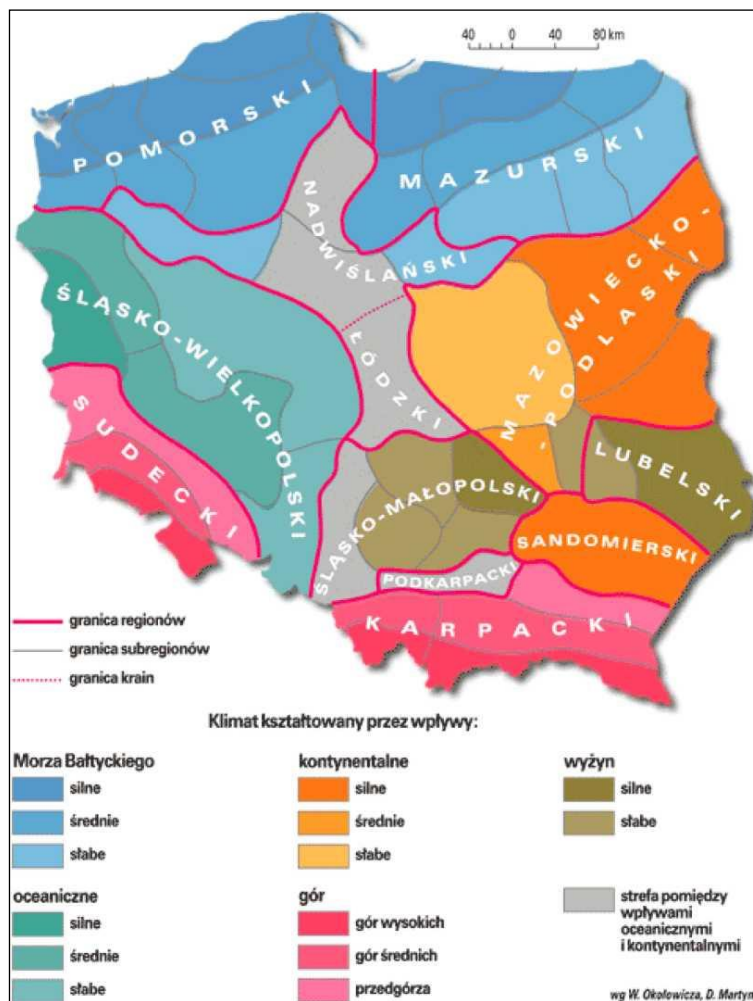 40 0 40 80 km
POMORSKI
MAZURSKI
NADWIŚLAŃSKI
MAZOWIECKO-
-PODLASKI
ŚLĄSKO-WIELKOPOLSKI
ŁÓDZKI
SUDECKI
LUBELSKI
ŚLĄSKO-MAŁOPOLSKI
SANDOMIERSKI
PODKARPACKI
KARPACKI
granica regionów
granica subregionów
granica krain
Klimat kształtowany przez wpływy:
Morza Bałtyckiego
silne
średnie
słabe
oceaniczne
silne
średnie
słabe
kontynentalne
silne
średnie
słabe
gór
gór wysokich
gór średnich
przedgórza
wyżyn
silne
słabe
strefa pomiędzy
wpływami
oceanicznymi
i kontynentalnymi
wg W. Okołowicza, D. Martyn